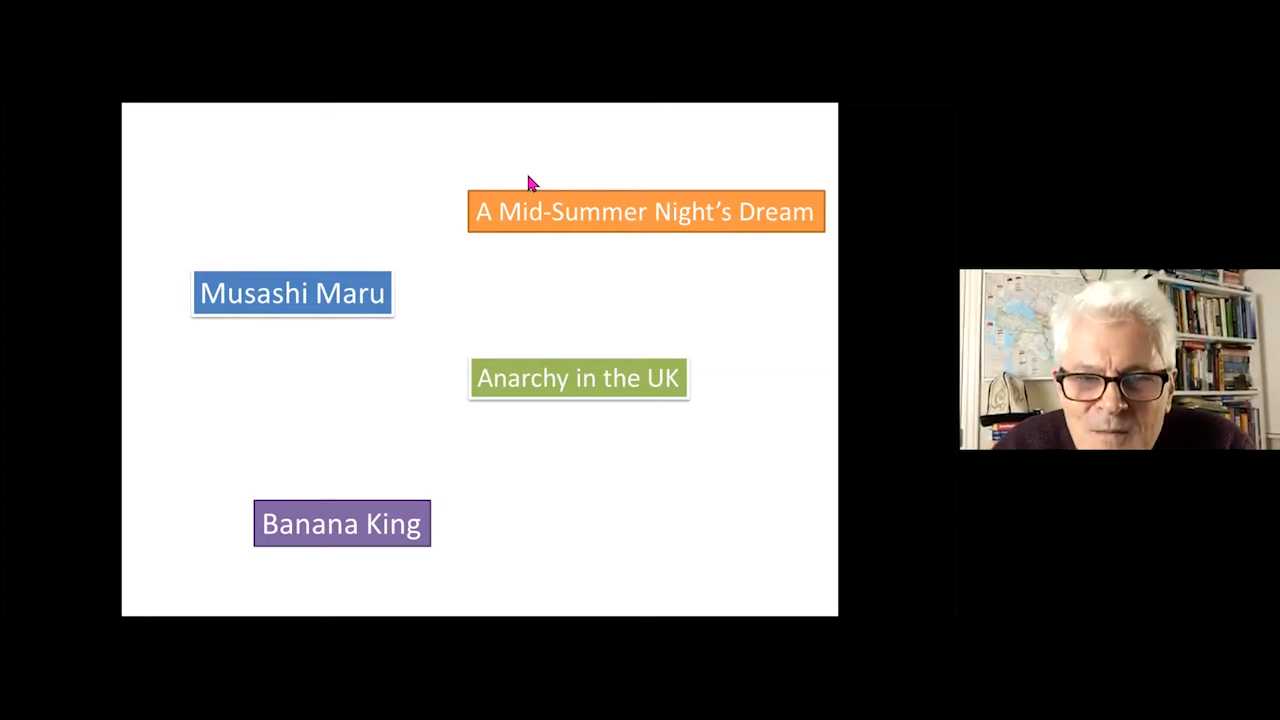 A Mid-Summer Night’s Dream
Musashi Maru
Anarchy in the UK
Banana King